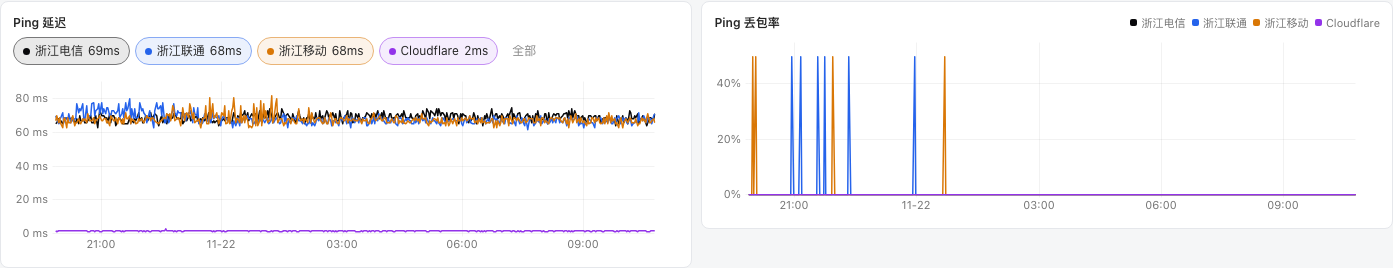 Ping 延迟
浙江电信 69ms 浙江联通 68ms 浙江移动 68ms Cloudflare 2ms 全部
80 ms
60 ms
40 ms
20 ms
0 ms
21:00 11-22 03:00 06:00 09:00
Ping 丢包率
浙江电信 浙江联通 浙江移动 Cloudflare
40%
20%
0%
21:00 11-22 03:00 06:00 09:00